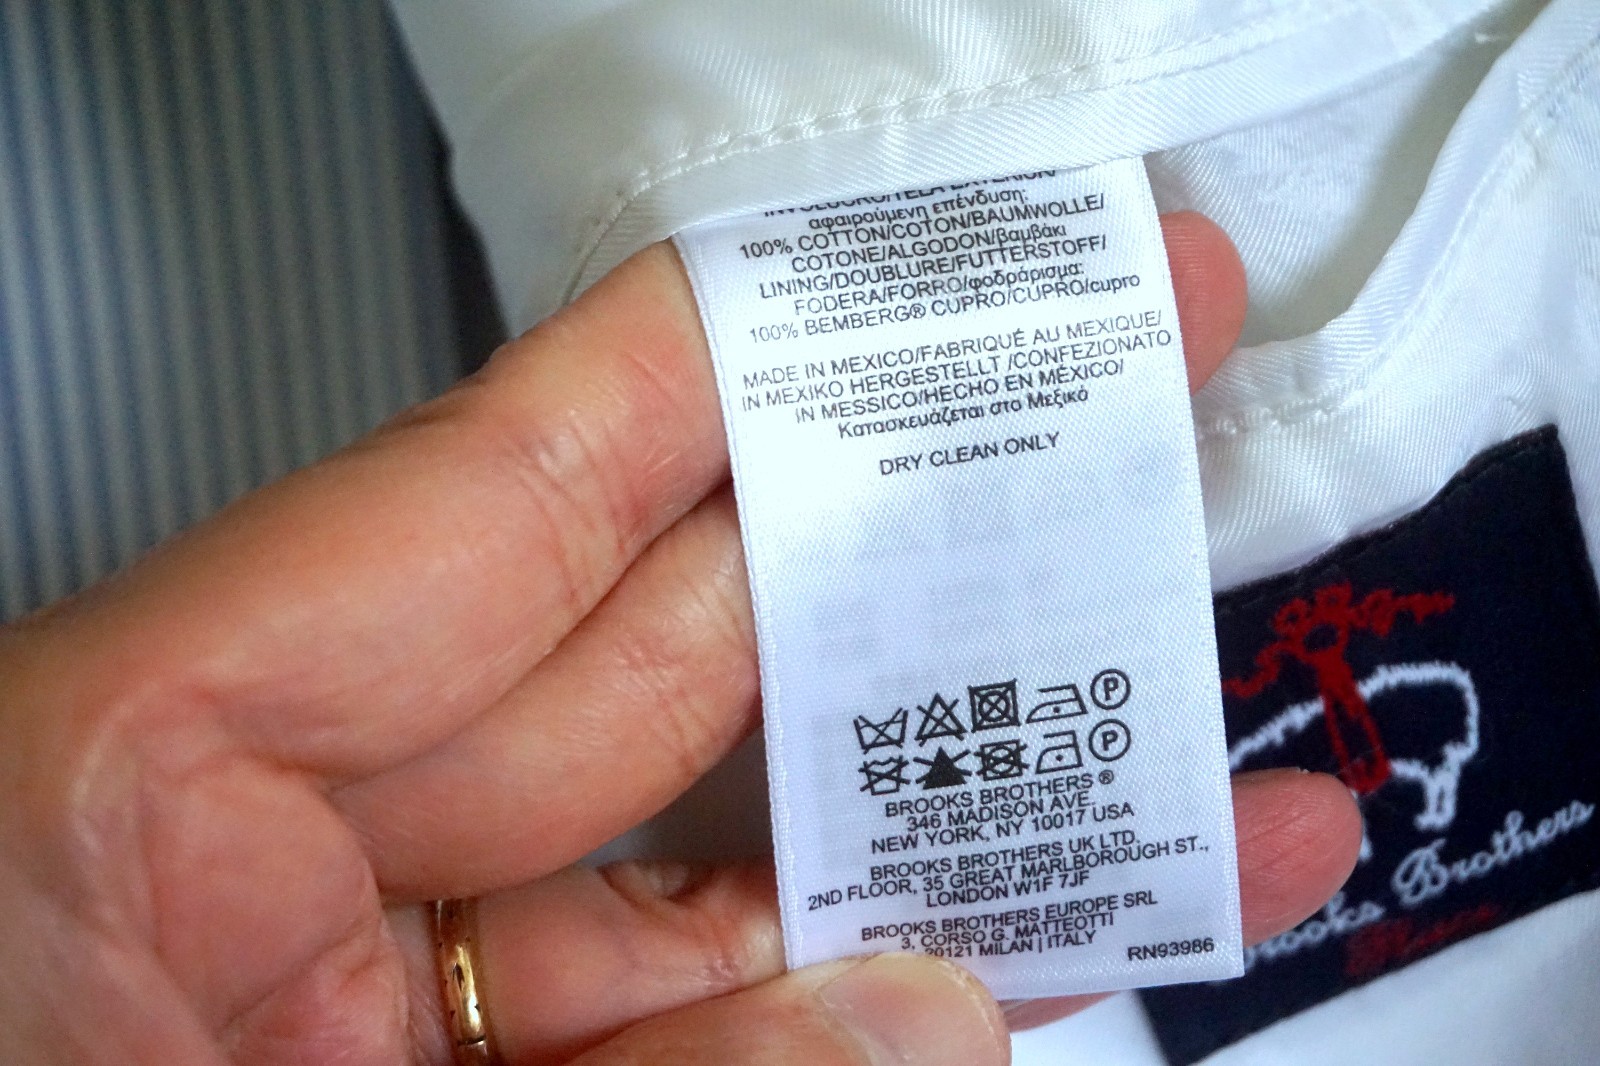 INVOLUCRO/TELA EXTERIOR/
αφαιρούμενη επένδυση:
100% COTTON/COTON/BAUMWOLLE/
COTONE/ALGODON/βαμβάκι
LINING/DOUBLURE/FUTTERSTOFF/
FODERA/FORRO/φοδράρισμα:
100% BEMBERG® CUPRO/CUPRO/cupro
MADE IN MEXICO/FABRIQUÉ AU MEXIQUE/
IN MEXIKO HERGESTELLT /CONFEZIONATO
IN MESSICO/HECHO EN MÉXICO/
Κατασκευάζεται στο Μεξικό
DRY CLEAN ONLY
P
P
BROOKS BROTHERS ®
346 MADISON AVE.
NEW YORK, NY 10017 USA
BROOKS BROTHERS UK LTD.
2ND FLOOR, 35 GREAT MARLBOROUGH ST.,
LONDON W1F 7JF
BROOKS BROTHERS EUROPE SRL
3, CORSO G. MATTEOTTI
20121 MILAN | ITALY
RN93986
Brooks Brothers